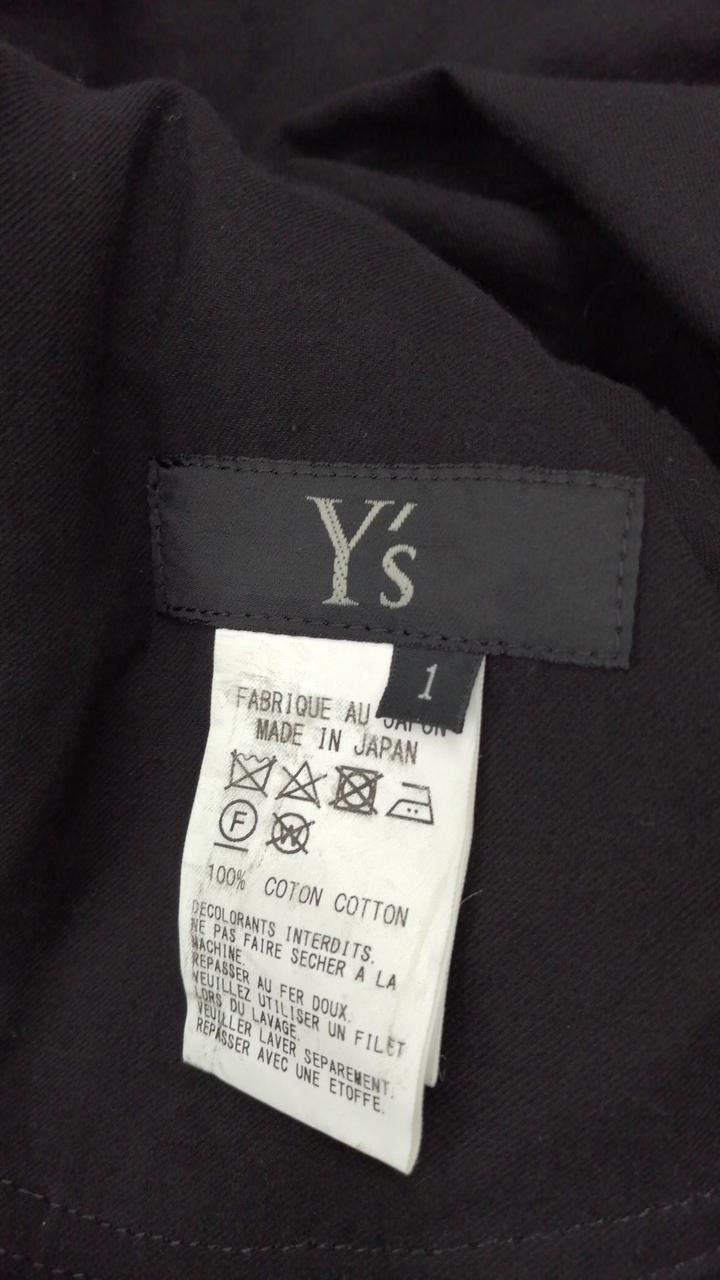 Y's
1
FABRIQUE AU JAPON
MADE IN JAPAN
F
W
100% COTON COTTON
DECOLORANTS INTERDITS.
NE PAS FAIRE SECHER A LA
MACHINE.
REPASSER AU FER DOUX.
VEUILLEZ UTILISER UN FILET
LORS DU LAVAGE.
VEUILLER LAVER SEPAREMENT.
REPASSER AVEC UNE ETOFFE.